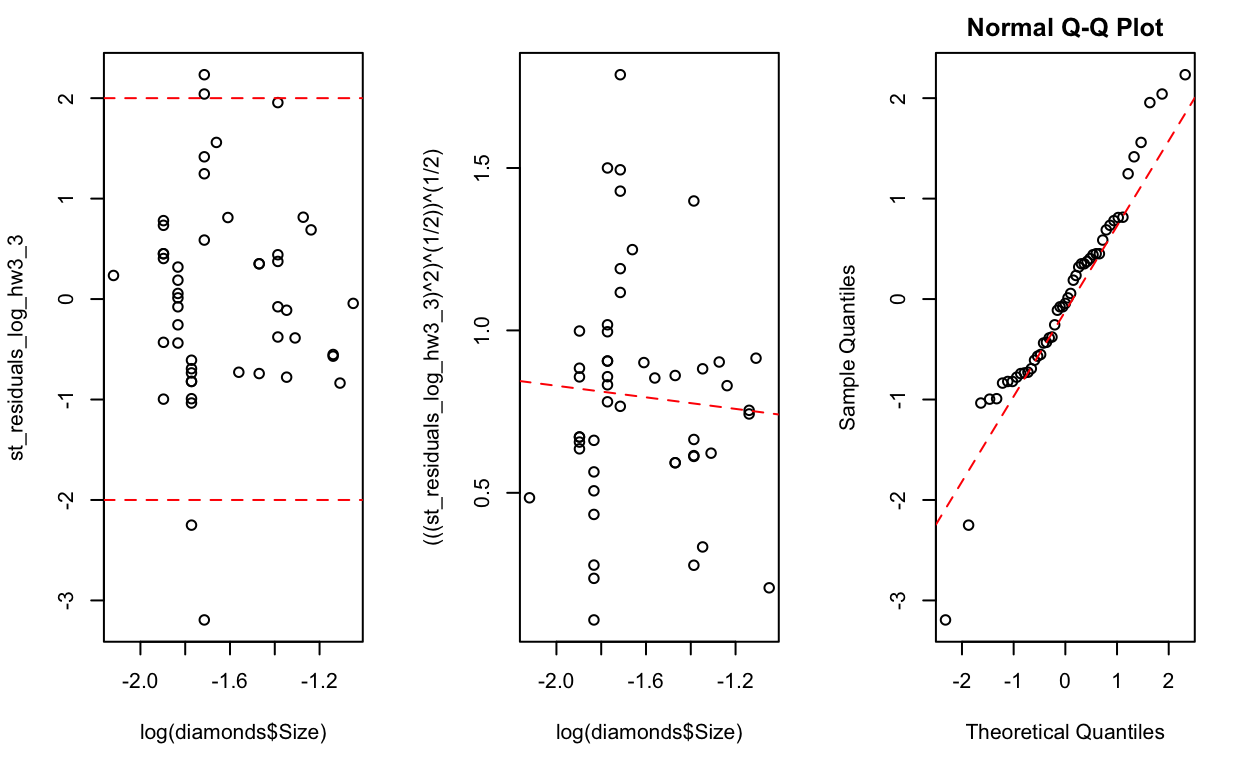 st_residuals_log_hw3_3
2
1
0
-1
-2
-3
-2.0 -1.6 -1.2
log(diamonds$Size)
(((st_residuals_log_hw3_3)^2)^(1/2))^(1/2)
1.5
1.0
0.5
-2.0 -1.6 -1.2
log(diamonds$Size)
Normal Q-Q Plot
Sample Quantiles
2
1
0
-1
-2
-3
-2 -1 0 1 2
Theoretical Quantiles